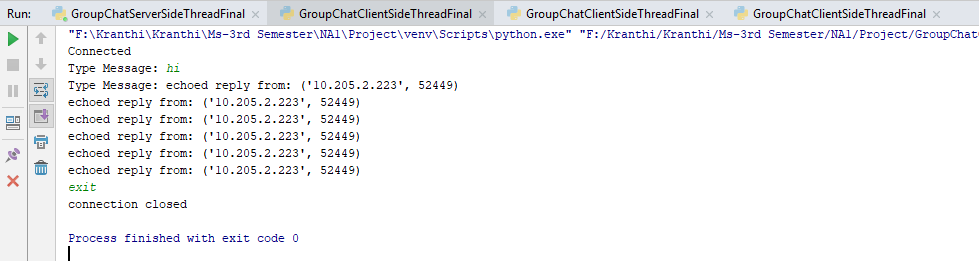 Run: GroupChatServerSideThreadFinal × GroupChatClientSideThreadFinal × GroupChatClientSideThreadFinal × GroupChatClientSideThreadFinal ×
"F:\Kranthi\Kranthi\Ms-3rd Semester\NA1\Project\venv\Scripts\python.exe" "F:/Kranthi/Kranthi/Ms-3rd Semester/NA1/Project/GroupChat
Connected
Type Message: hi
Type Message: echoed reply from: ('10.205.2.223', 52449)
echoed reply from: ('10.205.2.223', 52449)
echoed reply from: ('10.205.2.223', 52449)
echoed reply from: ('10.205.2.223', 52449)
echoed reply from: ('10.205.2.223', 52449)
echoed reply from: ('10.205.2.223', 52449)
exit
connection closed
Process finished with exit code 0